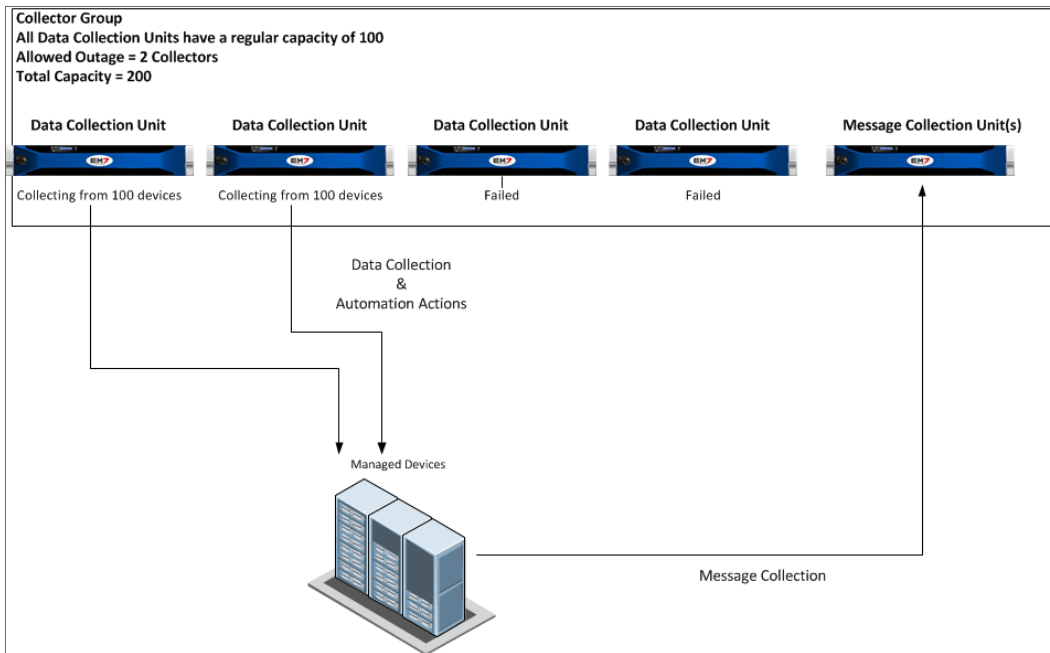 Collector Group
All Data Collection Units have a regular capacity of 100
Allowed Outage = 2 Collectors
Total Capacity = 200
Data Collection Unit
Data Collection Unit
Data Collection Unit
Data Collection Unit
Message Collection Unit(s)
EM7
EM7
EM7
EM7
EM7
Collecting from 100 devices
Collecting from 100 devices
Failed
Failed
Data Collection
&
Automation Actions
Managed Devices
Message Collection